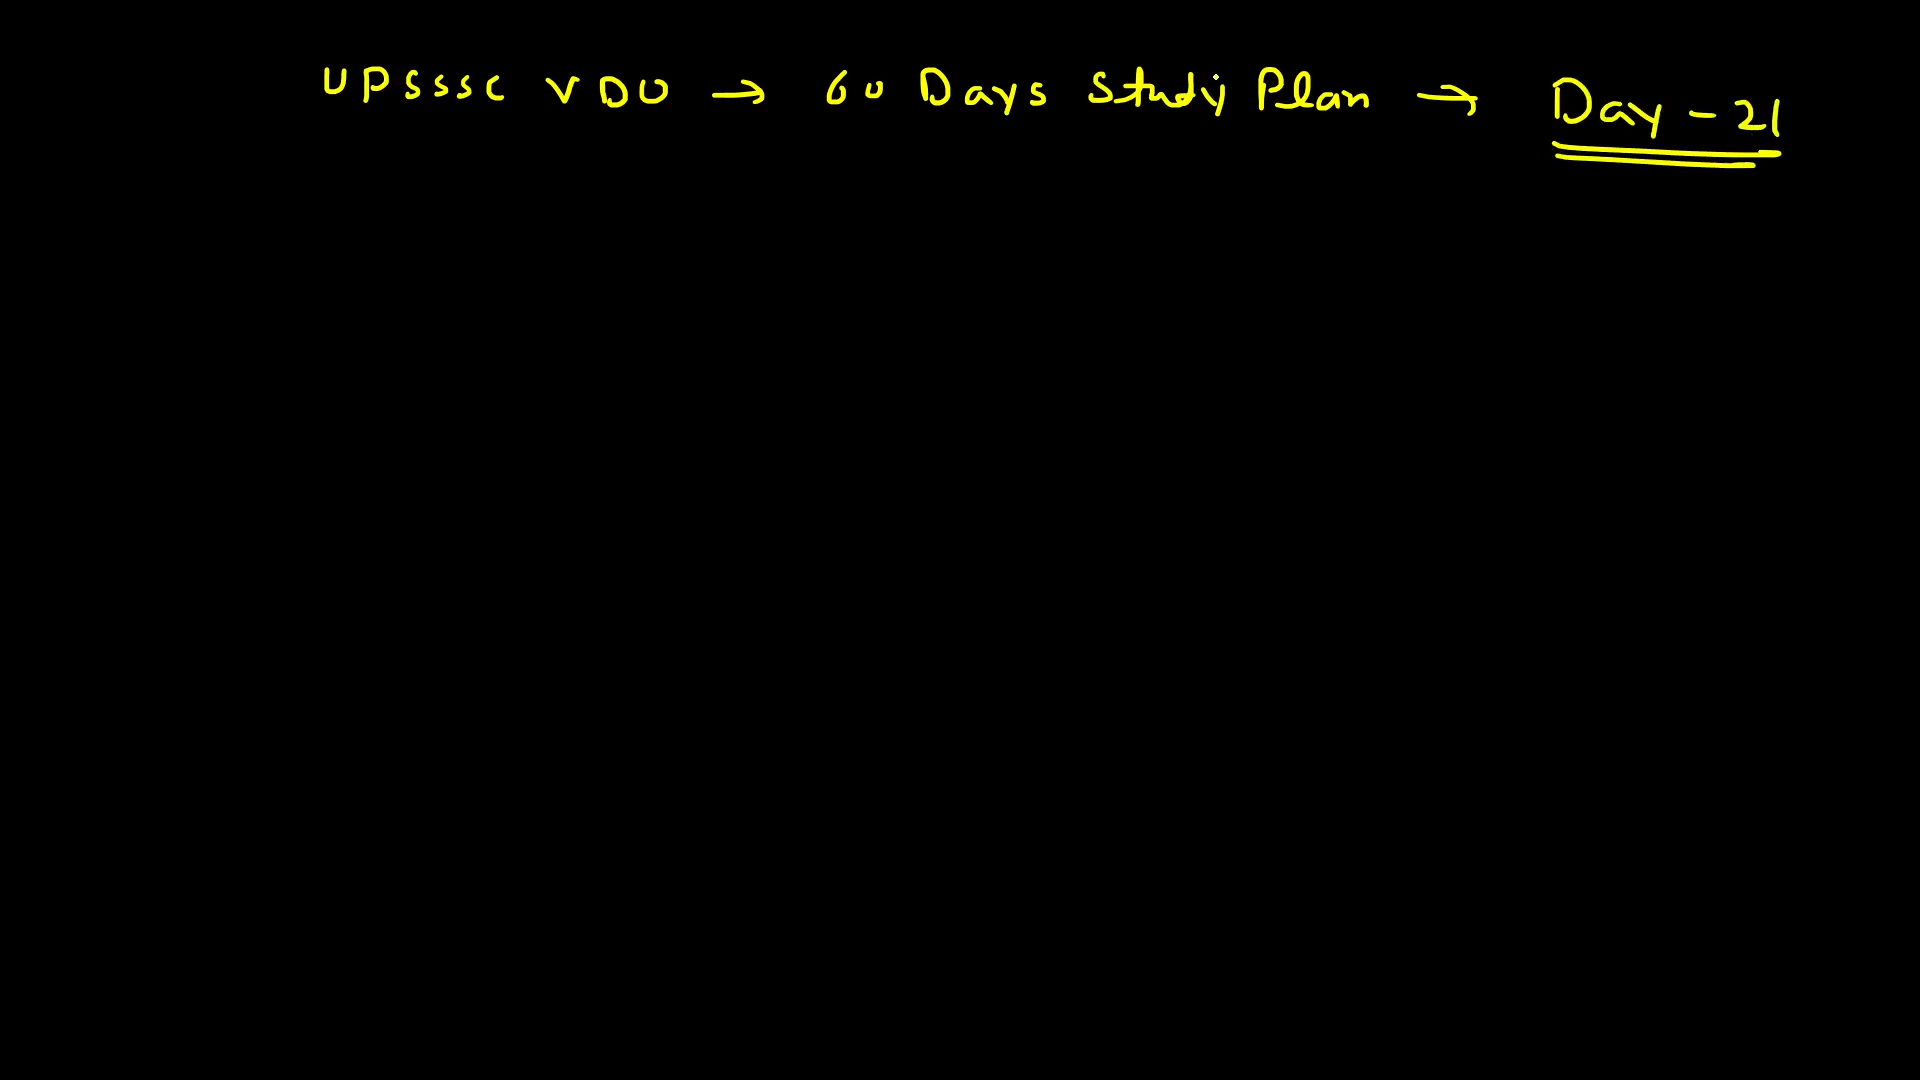 UPSSSC VDO → 60 Days Study Plan → Day - 21